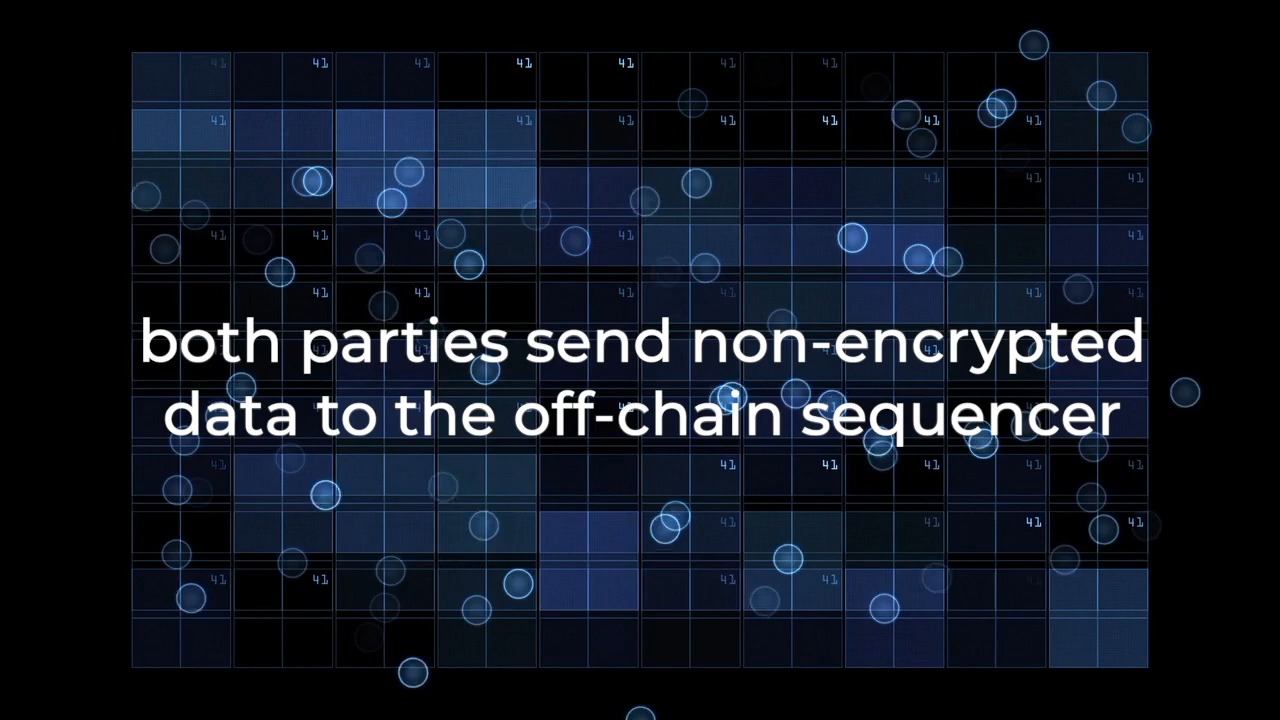 both parties send non-encrypted
data to the off-chain sequencer